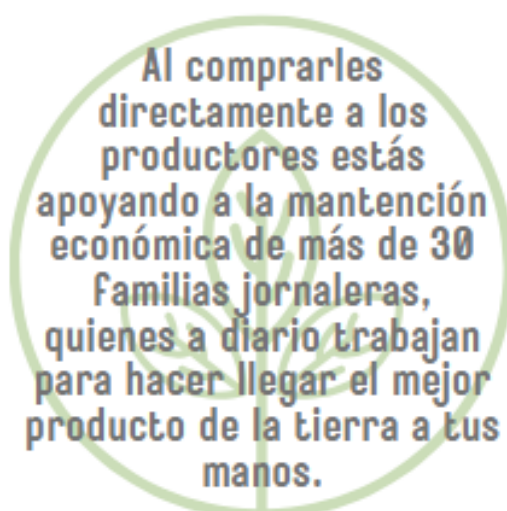 Al comprarles
directamente a los
productores estás
apoyando a la mantención
económica de más de 30
familias jornaleras,
quienes a diario trabajan
para hacer llegar el mejor
producto de la tierra a tus
manos.